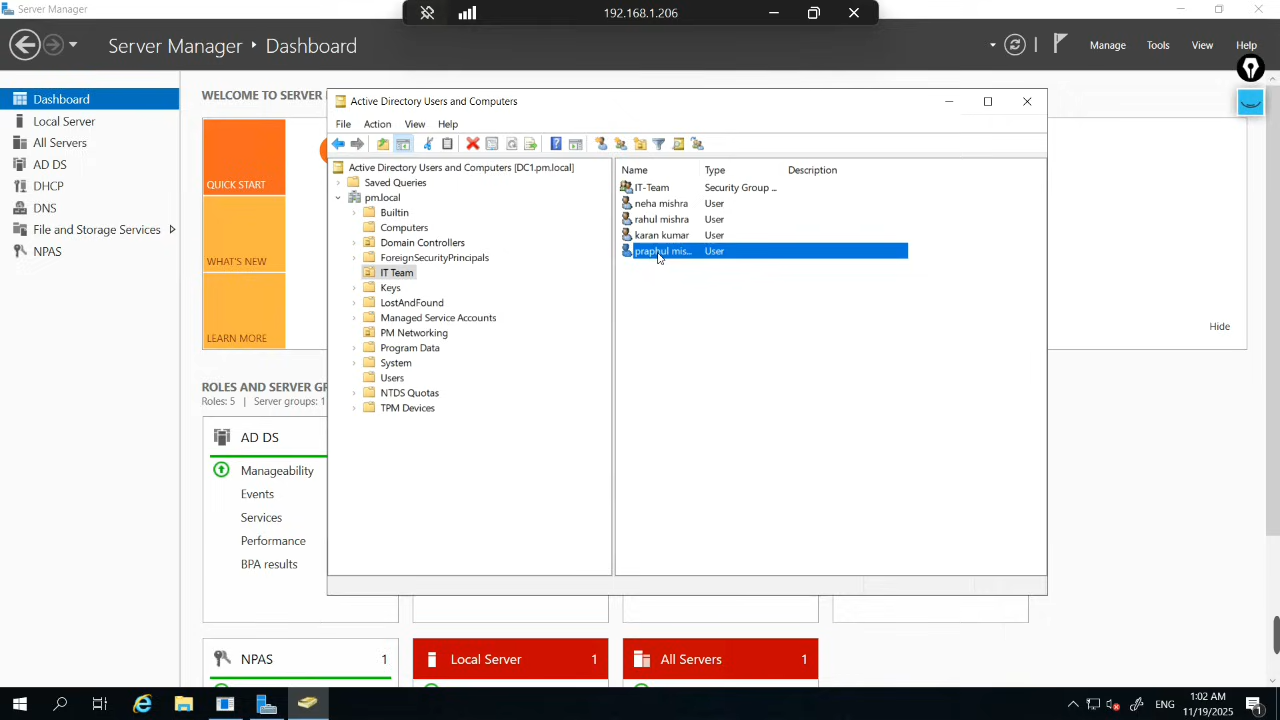 Server Manager
192.168.1.206
Server Manager ‣ Dashboard
Manage
Tools
View
Help
Dashboard
Local Server
All Servers
AD DS
DHCP
DNS
File and Storage Services
NPAS
WELCOME TO SERVER
QUICK START
WHAT'S NEW
LEARN MORE
Hide
Active Directory Users and Computers
File
Action
View
Help
Active Directory Users and Computers [DC1.pm.local]
Saved Queries
pm.local
Builtin
Computers
Domain Controllers
ForeignSecurityPrincipals
IT Team
Keys
LostAndFound
Managed Service Accounts
PM Networking
Program Data
System
Users
NTDS Quotas
TPM Devices
Name
Type
Description
IT-Team
Security Group ...
neha mishra
User
rahul mishra
User
karan kumar
User
praphul mis...
User
ROLES AND SERVER GR
Roles: 5 | Server groups: 1
AD DS
Manageability
Events
Services
Performance
BPA results
NPAS
1
Local Server
1
All Servers
1
ENG
1:02 AM
11/19/2025
1